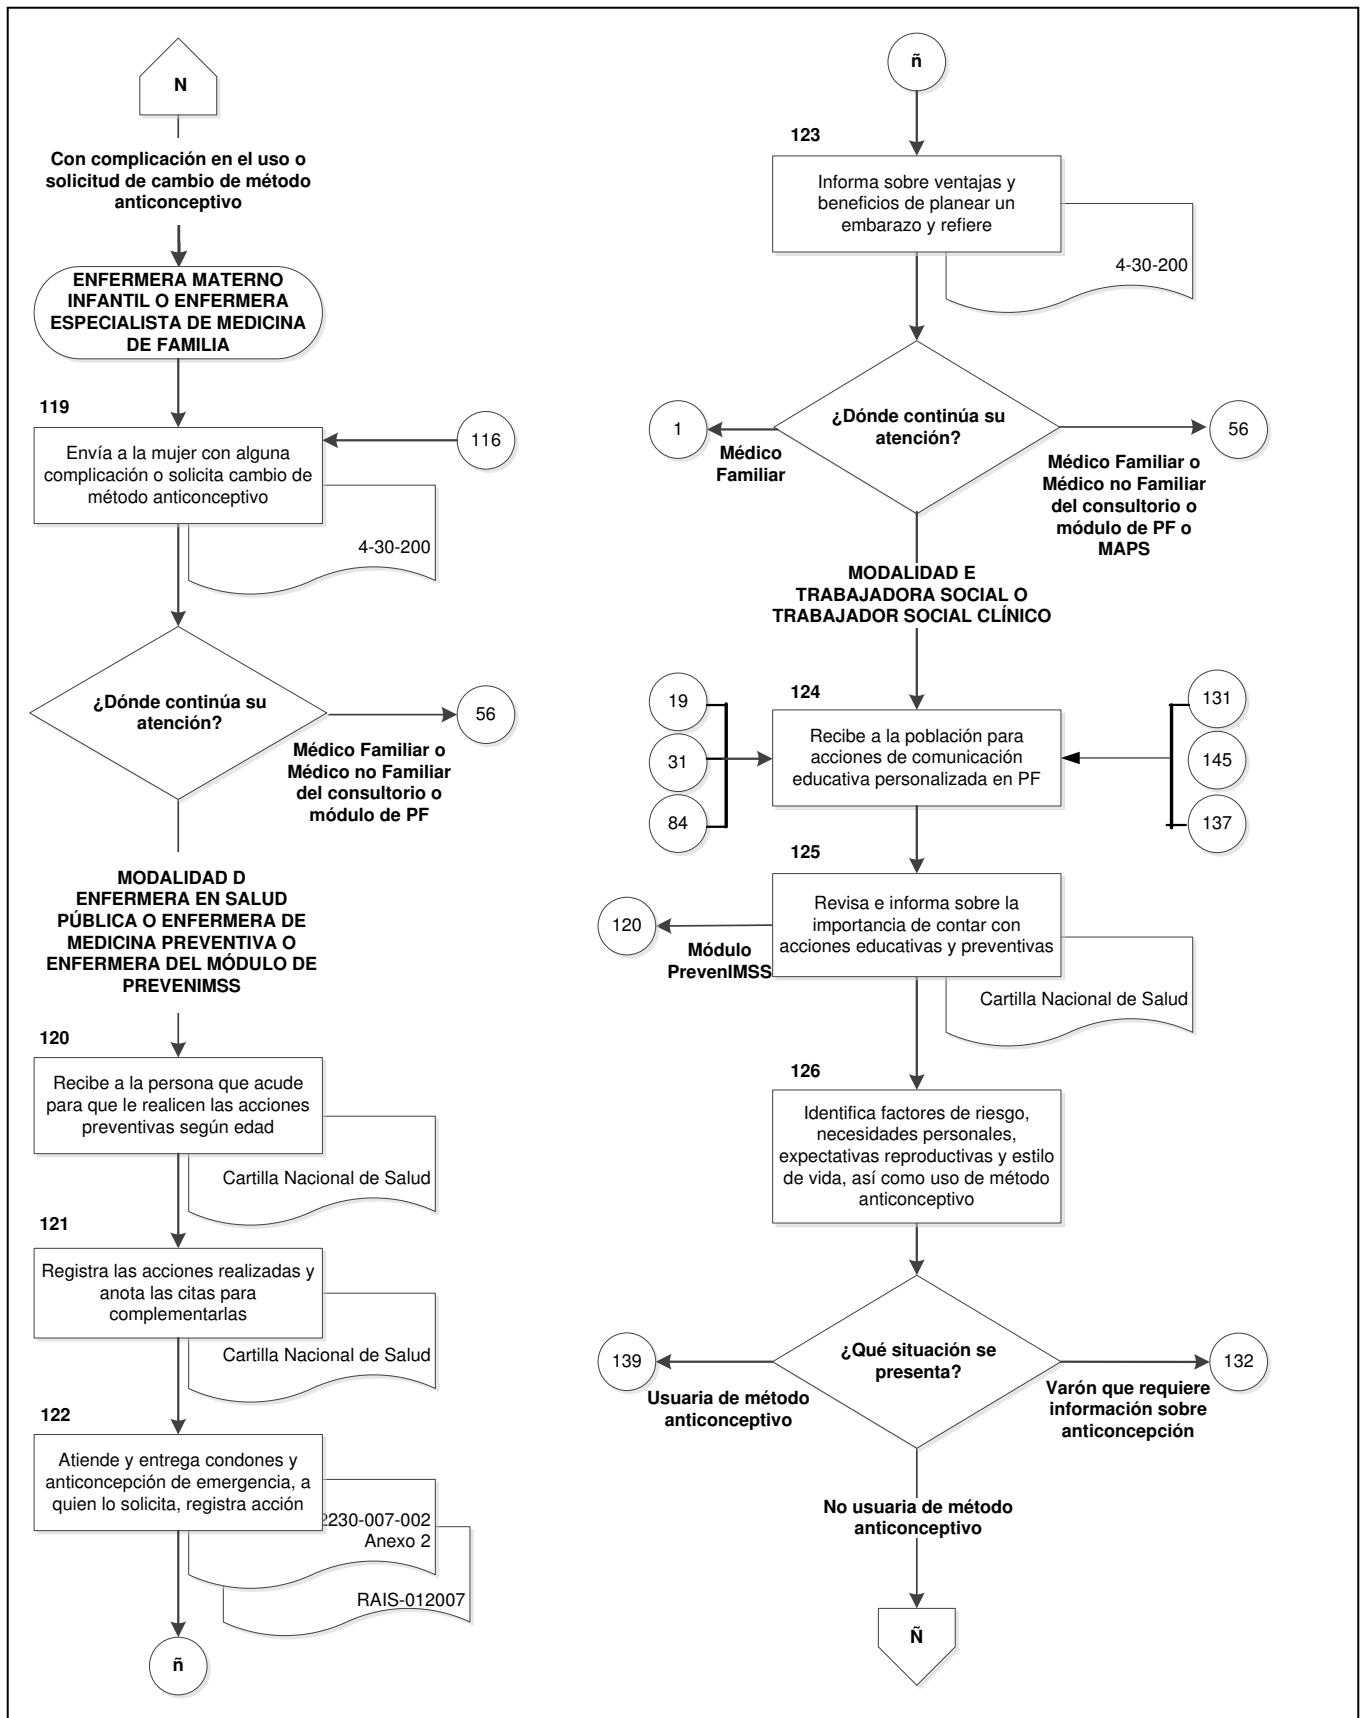 N
Con complicación en el uso o
solicitud de cambio de método
anticonceptivo
ENFERMERA MATERNO
INFANTIL O ENFERMERA
ESPECIALISTA DE MEDICINA
DE FAMILIA
119
116
Envía a la mujer con alguna
complicación o solicita cambio de
método anticonceptivo
4-30-200
¿Dónde continúa su
atención?
56
Médico Familiar o
Médico no Familiar
del consultorio o
módulo de PF
MODALIDAD D
ENFERMERA EN SALUD
PÚBLICA O ENFERMERA DE
MEDICINA PREVENTIVA O
ENFERMERA DEL MÓDULO DE
PREVENIMSS
120
Recibe a la persona que acude
para que le realicen las acciones
preventivas según edad
Cartilla Nacional de Salud
121
Registra las acciones realizadas y
anota las citas para
complementarlas
Cartilla Nacional de Salud
122
Atiende y entrega condones y
anticoncepción de emergencia, a
quien lo solicita, registra acción
2230-007-002
Anexo 2
RAIS-012007
ñ
ñ
123
Informa sobre ventajas y
beneficios de planear un
embarazo y refiere
4-30-200
¿Dónde continúa su
atención?
1
Médico
Familiar
56
Médico Familiar o
Médico no Familiar
del consultorio o
módulo de PF o
MAPS
MODALIDAD E
TRABAJADORA SOCIAL O
TRABAJADOR SOCIAL CLÍNICO
124
19
31
84
Recibe a la población para
acciones de comunicación
educativa personalizada en PF
131
145
137
125
Revisa e informa sobre la
importancia de contar con
acciones educativas y preventivas
120
Módulo
PrevenIMSS
Cartilla Nacional de Salud
126
Identifica factores de riesgo,
necesidades personales,
expectativas reproductivas y estilo
de vida, así como uso de método
anticonceptivo
¿Qué situación se
presenta?
139
Usuaria de método
anticonceptivo
132
Varón que requiere
información sobre
anticoncepción
No usuaria de método
anticonceptivo
Ñ